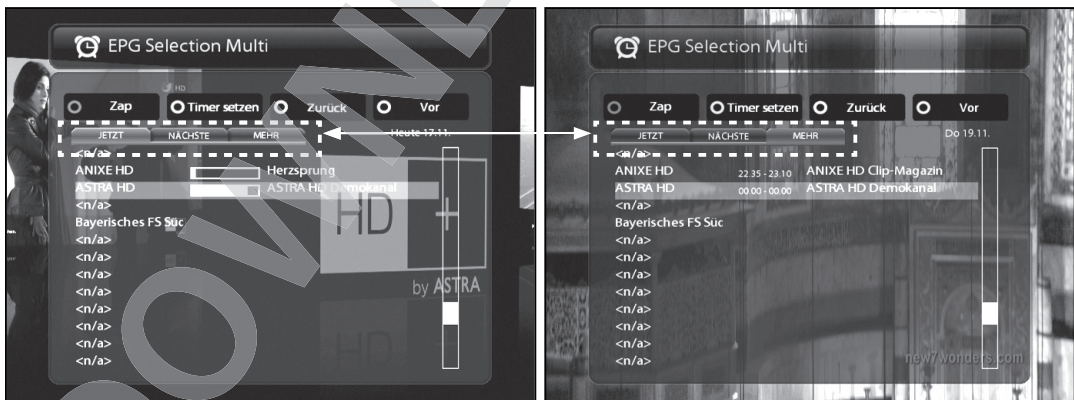 EPG Selection Multi
HD
Zap Timer setzen Zurück Vor
JETZT NÄCHSTE MEHR Heute 17.11.
<n/a>
ANIXE HD Herzsprung
ASTRA HD ASTRA HD Demokanal
<n/a>
Bayerisches FS Süc
<n/a>
<n/a>
<n/a>
<n/a>
<n/a>
<n/a>
<n/a>
<n/a>
HD +
by ASTRA
HD
EPG Selection Multi
Zap Timer setzen Zurück Vor
JETZT NÄCHSTE MEHR Do 19.11.
<n/a>
ANIXE HD 22.35 - 23.10 ANIXE HD Clip-Magazin
ASTRA HD 00.00 - 00.00 ASTRA HD Demokanal
<n/a>
Bayerisches FS Süc
<n/a>
<n/a>
<n/a>
<n/a>
<n/a>
<n/a>
<n/a>
<n/a>
new7wonders.com